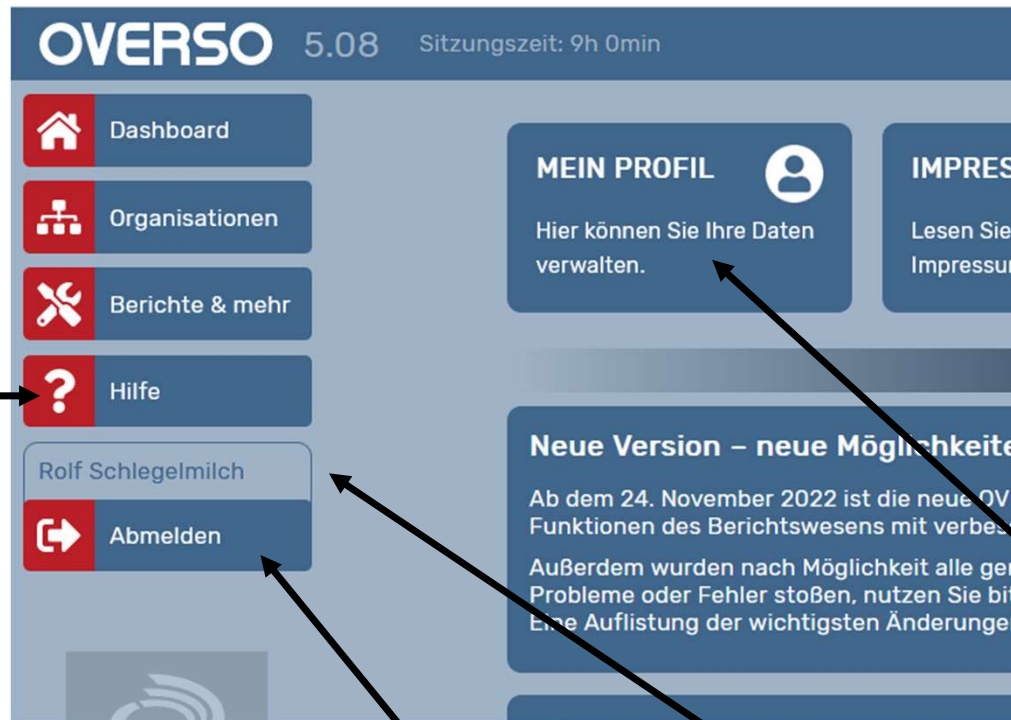 OVERSO 5.08 Sitzungszeit: 9h 0min
Dashboard
Organisationen
Berichte & mehr
Hilfe
Rolf Schlegelmilch
Abmelden
MEIN PROFIL
Hier können Sie Ihre Daten
verwalten.
IMPRES
Lesen Sie
Impressu
Neue Version – neue Möglichkeite
Ab dem 24. November 2022 ist die neue OV
Funktionen des Berichtswesens mit verbes
Außerdem wurden nach Möglichkeit alle ge
Probleme oder Fehler stoßen, nutzen Sie bit
Eine Auflistung der wichtigsten Änderunge